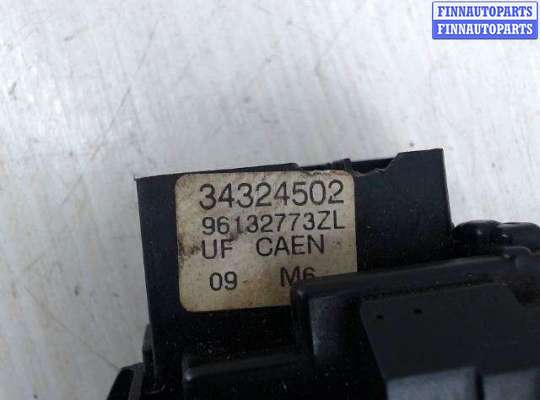 FINNAUTOPARTS
FINNAUTOPARTS
34324502
96132773ZL
UF CAEN
09 M6